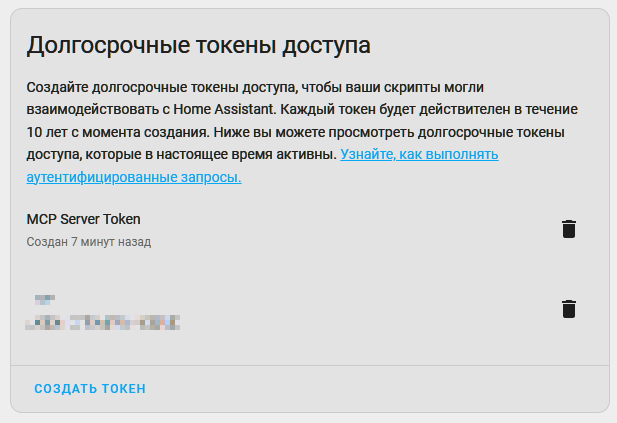 Долгосрочные токены доступа
Создайте долгосрочные токены доступа, чтобы ваши скрипты могли
взаимодействовать с Home Assistant. Каждый токен будет действителен в течение
10 лет с момента создания. Ниже вы можете просмотреть долгосрочные токены
доступа, которые в настоящее время активны. Узнайте, как выполнять
аутентифицированные запросы.
MCP Server Token
Создан 7 минут назад
СОЗДАТЬ ТОКЕН